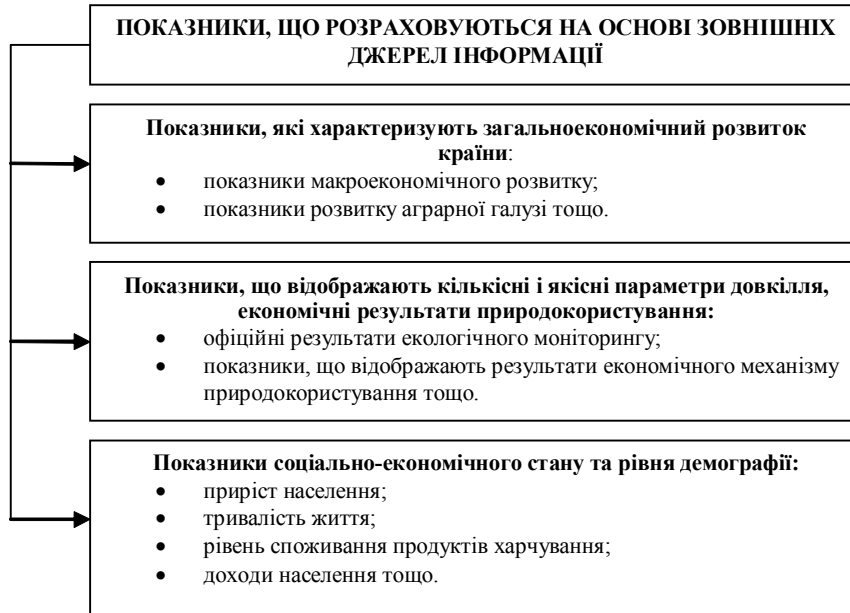 ПОКАЗНИКИ, ЩО РОЗРАХОВУЮТЬСЯ НА ОСНОВІ ЗОВНІШНІХ
ДЖЕРЕЛ ІНФОРМАЦІЇ
Показники, які характеризують загальноекономічний розвиток
країни:
• показники макроекономічного розвитку;
• показники розвитку аграрної галузі тощо.
Показники, що відображають кількісні і якісні параметри довкілля,
економічні результати природокористування:
• офіційні результати екологічного моніторингу;
• показники, що відображають результати економічного механізму
природокористування тощо.
Показники соціально-економічного стану та рівня демографії:
• приріст населення;
• тривалість життя;
• рівень споживання продуктів харчування;
• доходи населення тощо.